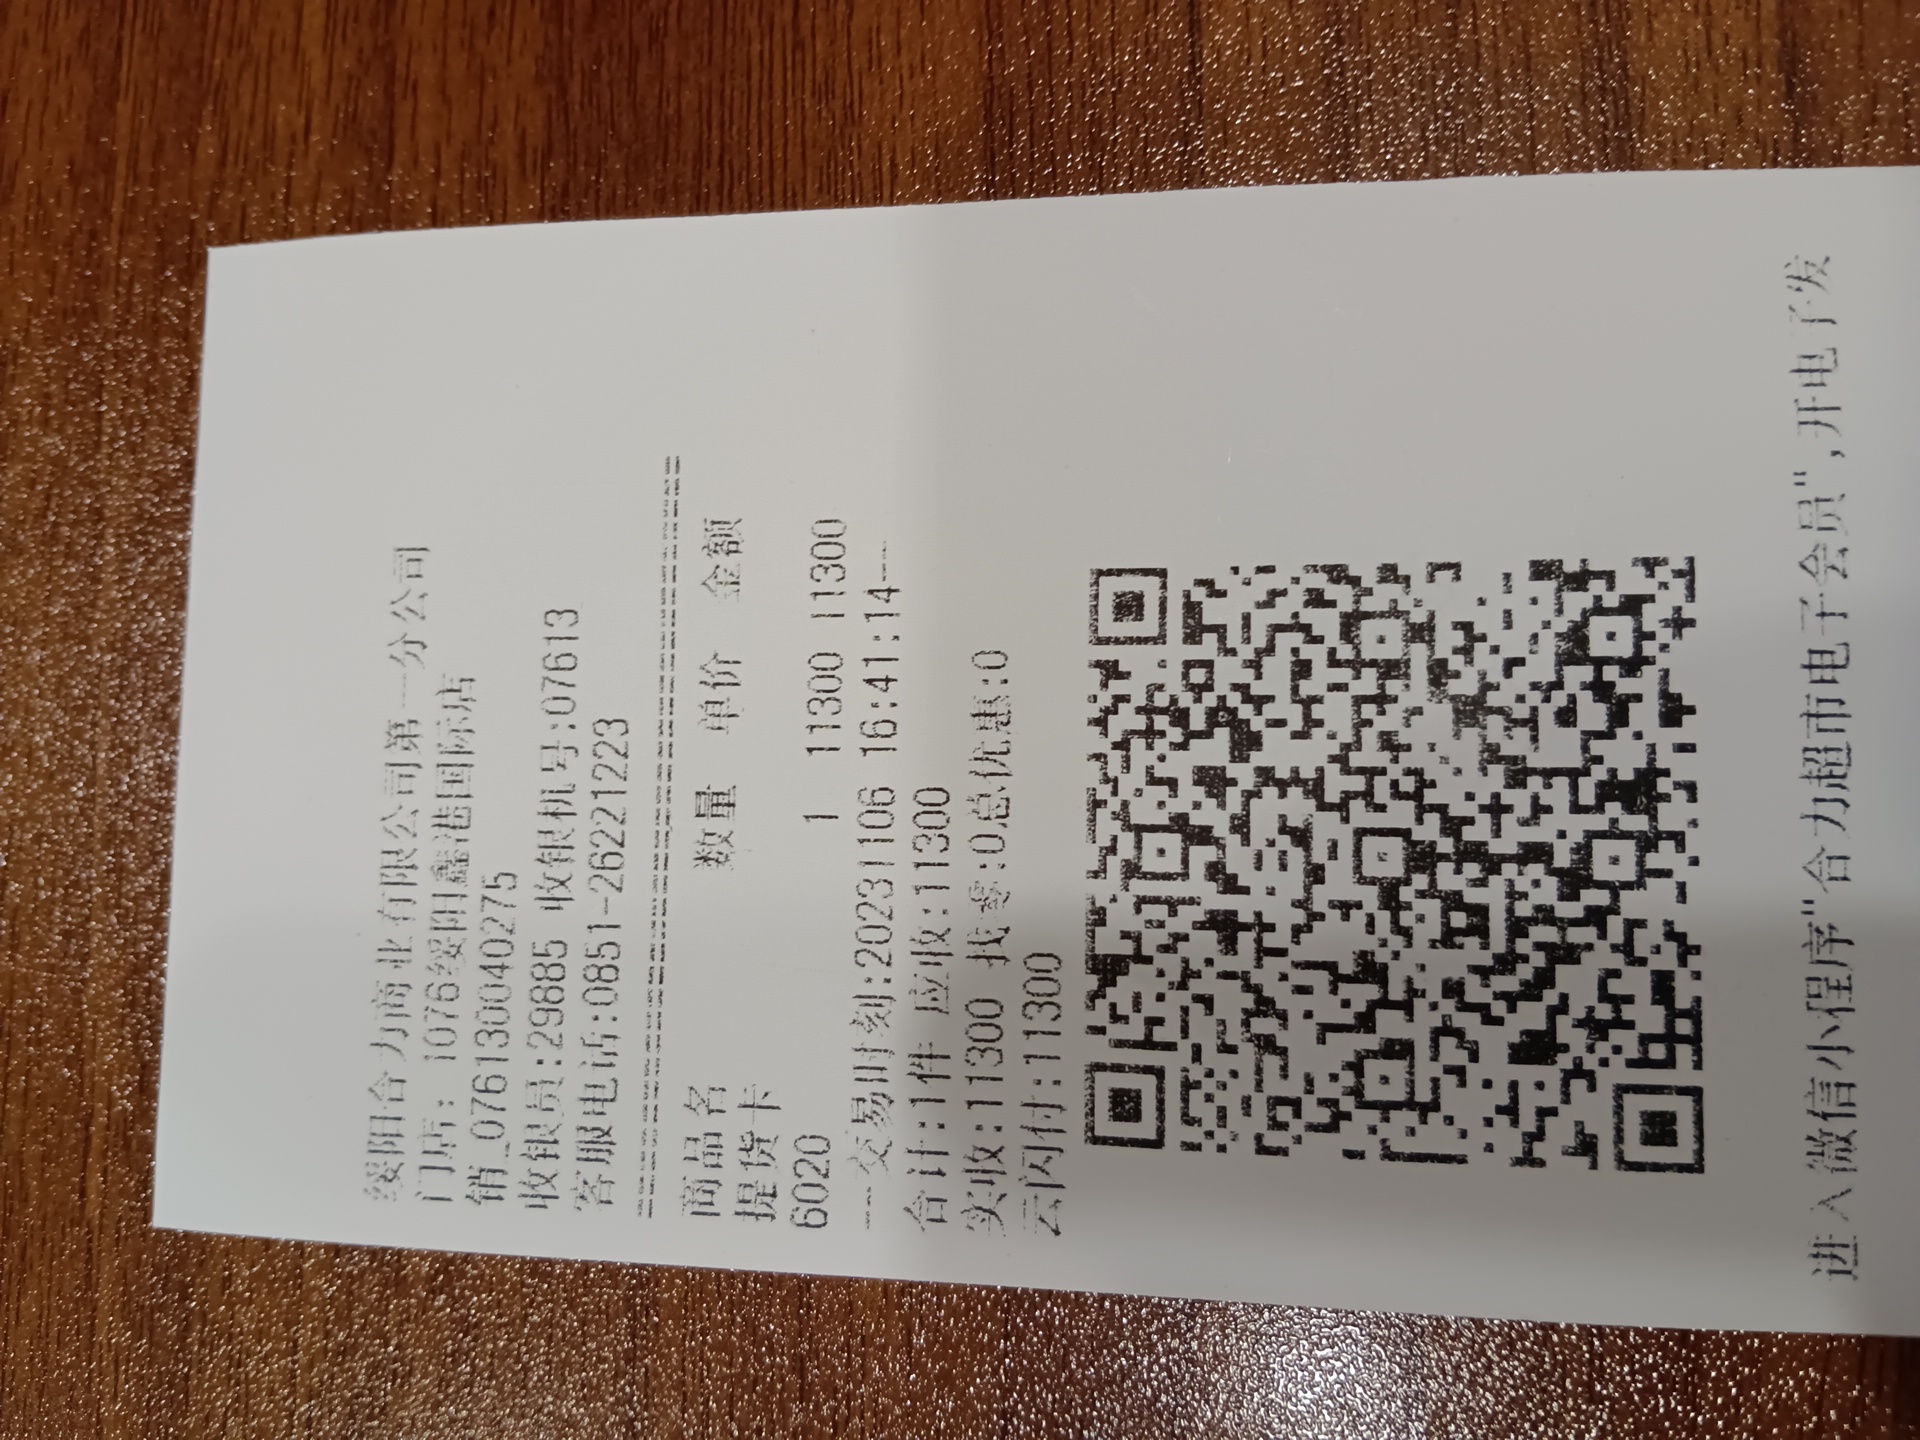 绥阳合力商业有限公司第一分公司
门店：1076绥阳鑫港国际店
销_076130040275
收银员:29885 收银机号:07613
客服电话:0851-26221223
商品名 数量 单价 金额
提货卡
6020 1 11300 11300
---交易时刻:20231106 16:41:14--
合计:1件 应收:11300
实收:11300 找零:0总优惠:0
云闪付:11300
进入微信小程序"合力超市电子会员",开电子发